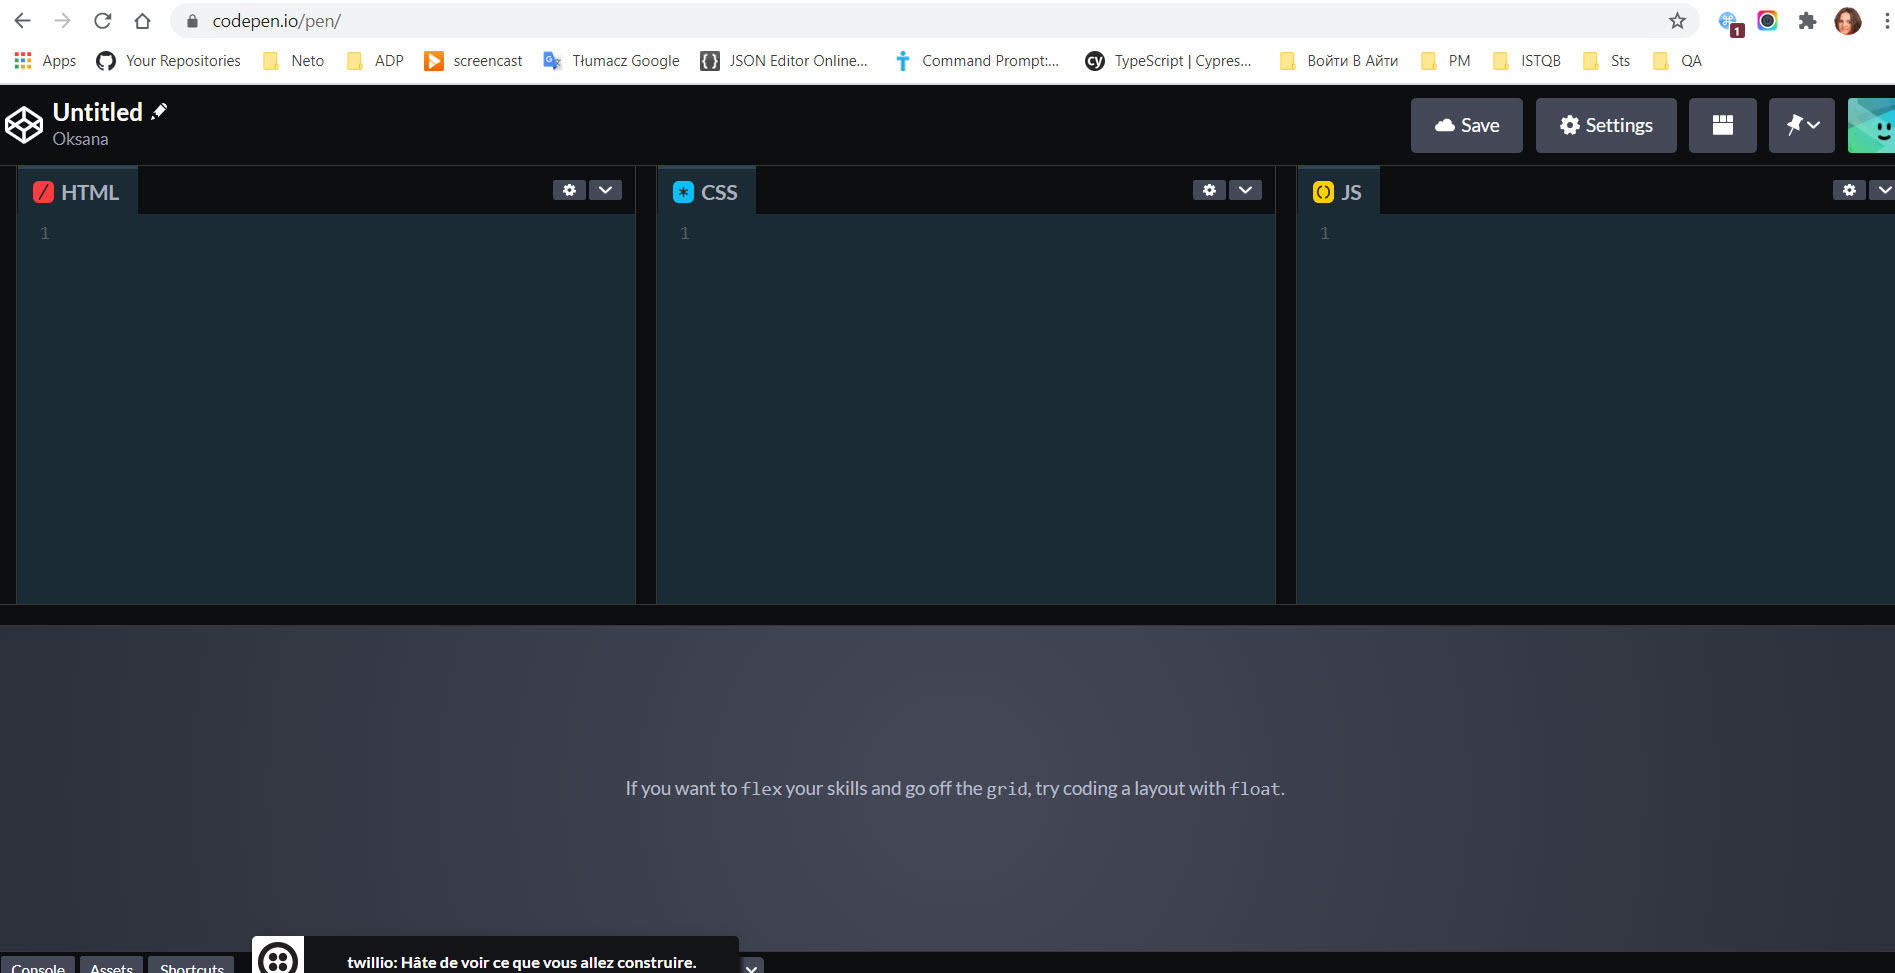 codepen.io/pen/
1
Apps Your Repositories Neto ADP screencast Tłumacz Google JSON Editor Online... Command Prompt:... cy TypeScript | Cypres... Войти В Айти PM ISTQB Sts QA
Untitled
Oksana
Save Settings
HTML CSS JS
1 1 1
If you want to flex your skills and go off the grid, try coding a layout with float.
Console Assets Shortcuts twillio: Hâte de voir ce que vous allez construire.